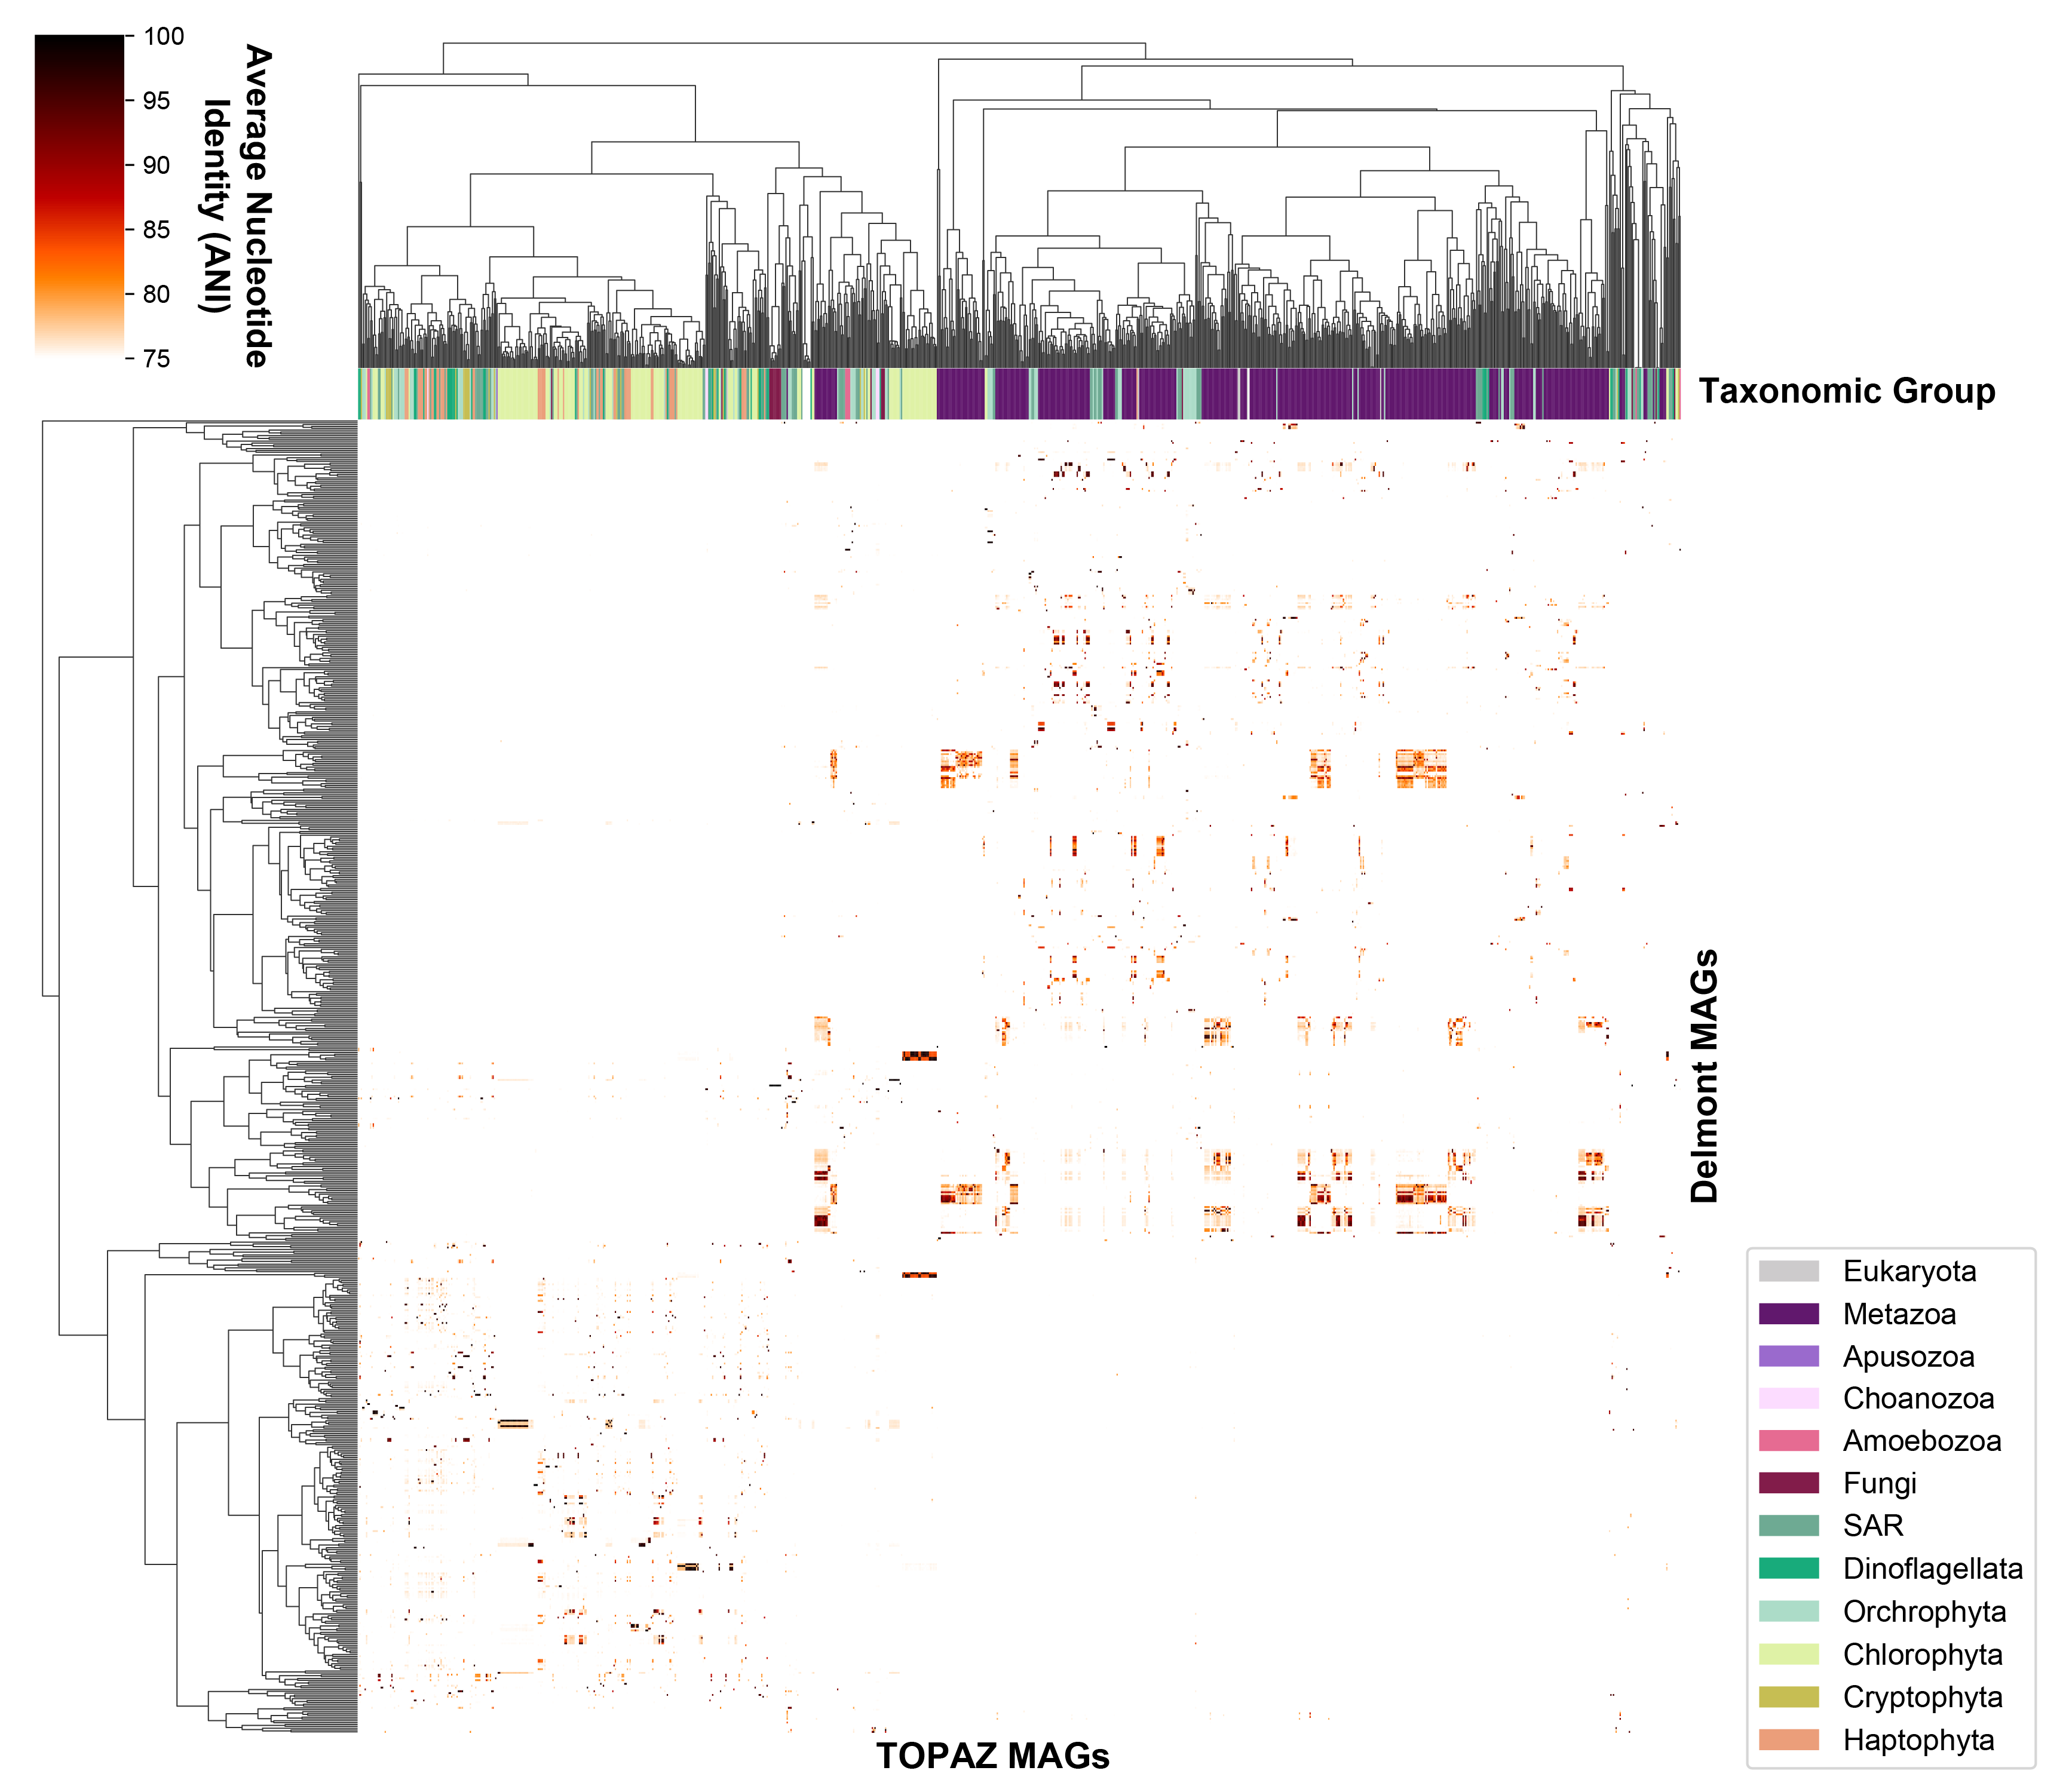 100
95
90
85
80
75
Average Nucleotide
Identity (ANI)
Taxonomic Group
Delmont MAGs
TOPAZ MAGs
Eukaryota
Metazoa
Apusozoa
Choanozoa
Amoebozoa
Fungi
SAR
Dinoflagellata
Orchrophyta
Chlorophyta
Cryptophyta
Haptophyta